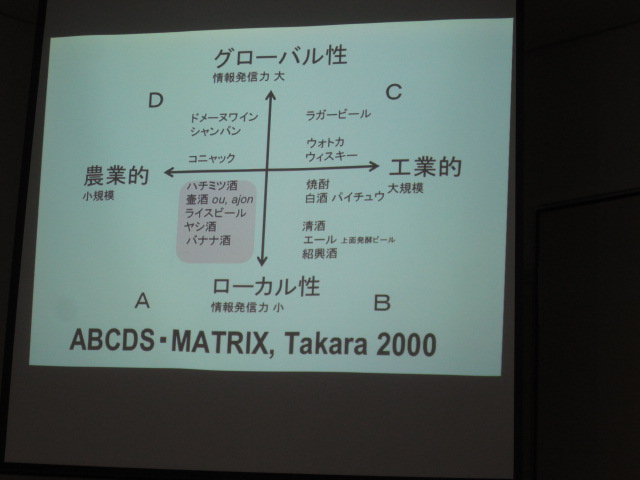 グローバル性
情報発信力 大
D
C
ドメーヌワイン
シャンパン
コニャック
ラガービール
ウォトカ
ウィスキー
農業的
小規模
工業的
大規模
ハチミツ酒
壷酒 ou, ajon
ライスビール
ヤシ酒
バナナ酒
焼酎
白酒 バイチュウ
清酒
エール 上面発酵ビール
紹興酒
ローカル性
情報発信力 小
A
B
ABCDS・MATRIX, Takara 2000